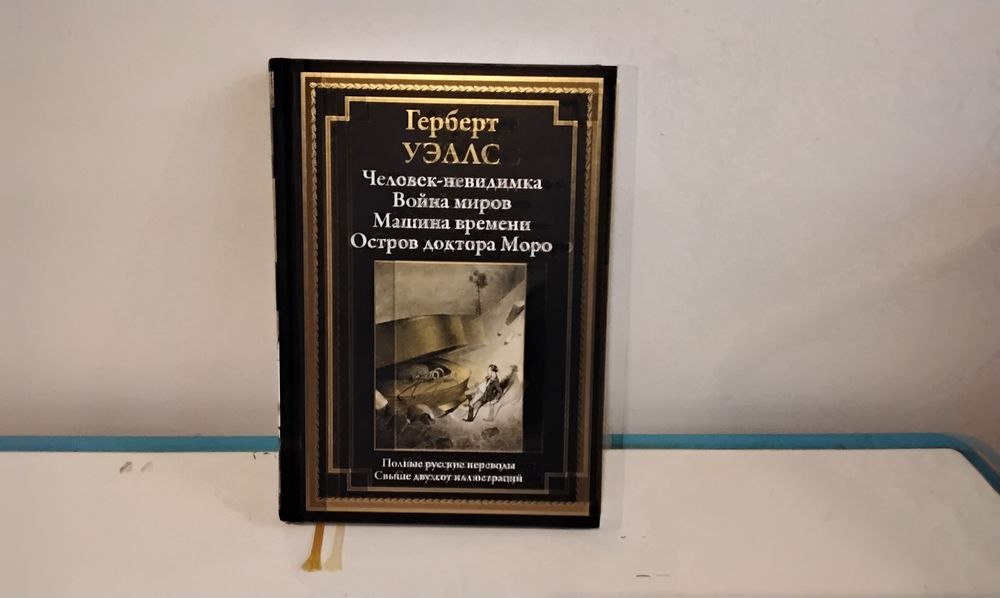 Герберт
УЭЛЛС
Человек-невидимка
Война миров
Машина времени
Остров доктора Моро
Полные русские переводы
Свыше двухсот иллюстраций